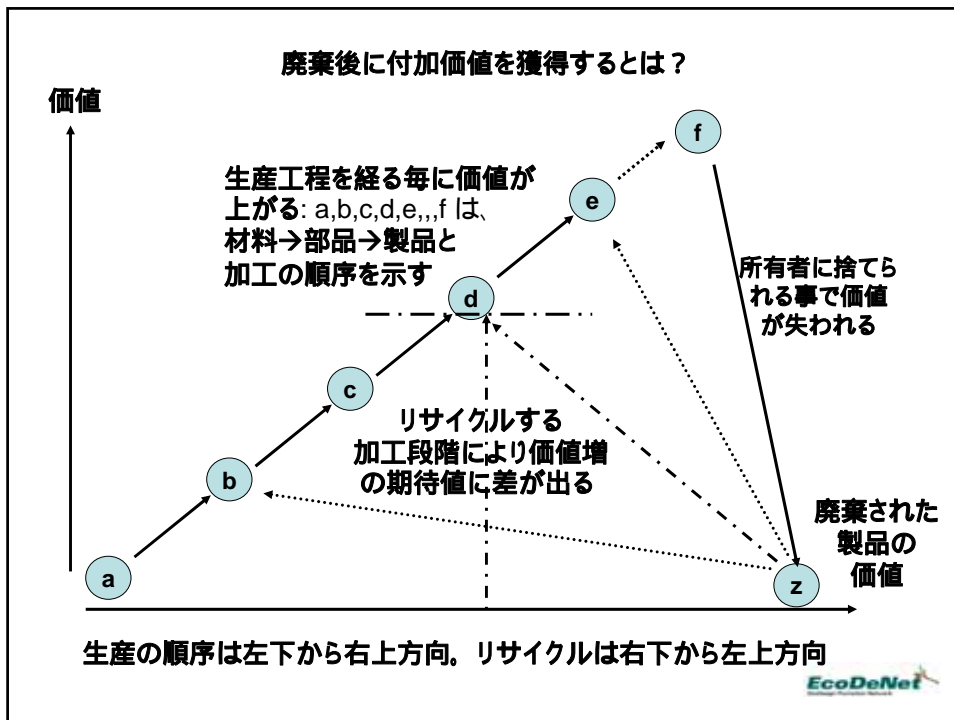 廃棄後に付加価値を獲得するとは？
価値
f
生産工程を経る毎に価値が
上がる: a,b,c,d,e,,,f は、
材料→部品→製品と
加工の順序を示す
e
所有者に捨てら
れる事で価値
が失われる
d
c
リサイクルする
加工段階により価値増
の期待値に差が出る
b
廃棄された
製品の
価値
a
z
生産の順序は左下から右上方向。リサイクルは右下から左上方向
EcoDeNet